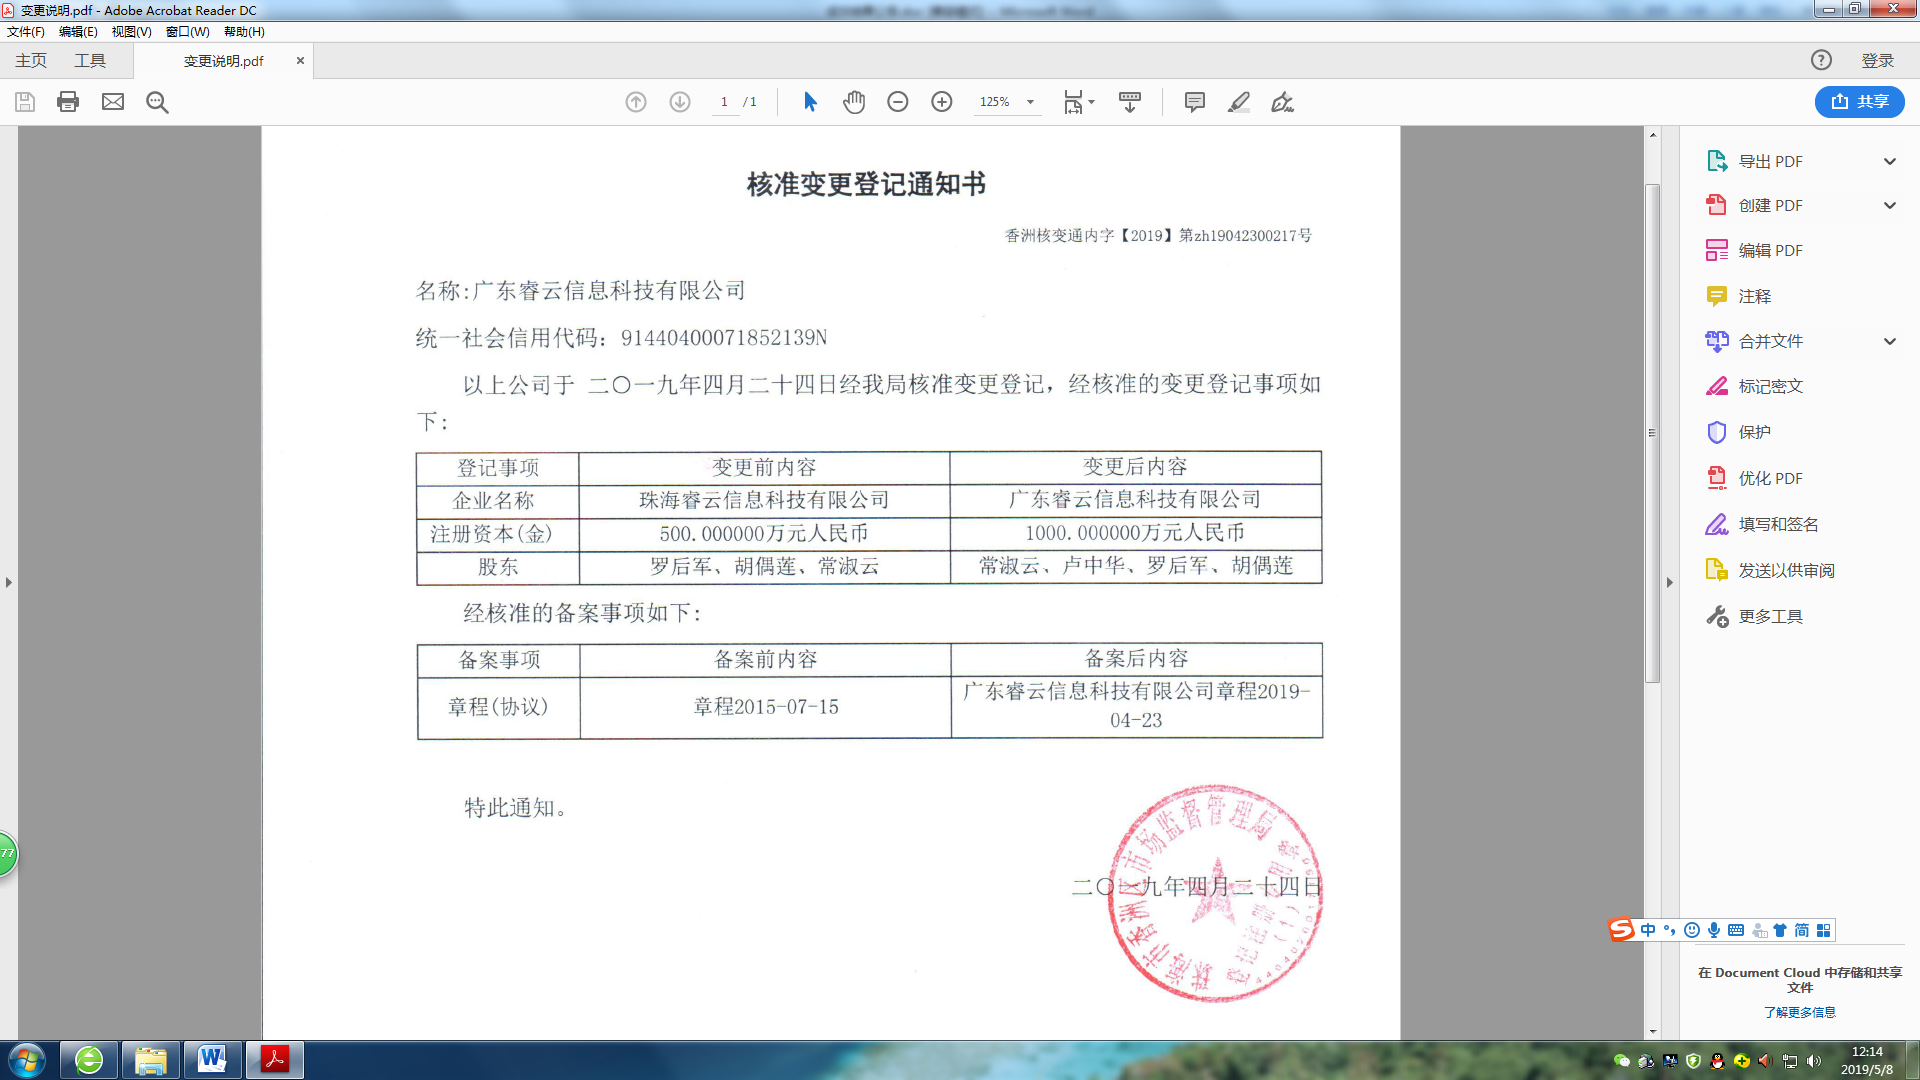 变更说明.pdf - Adobe Acrobat Reader DC
文件(F) 编辑(E) 视图(V) 窗口(W) 帮助(H)
主页 工具 变更说明.pdf × 登录
1 / 1 125% 共享
核准变更登记通知书
香洲核变通内字【2019】第zh19042300217号
名称:广东睿云信息科技有限公司
统一社会信用代码：91440400071852139N
以上公司于 二〇一九年四月二十四日经我局核准变更登记，经核准的变更登记事项如
下：
登记事项 变更前内容 变更后内容
企业名称 珠海睿云信息科技有限公司 广东睿云信息科技有限公司
注册资本(金) 500.000000万元人民币 1000.000000万元人民币
股东 罗后军、胡偶莲、常淑云 常淑云、卢中华、罗后军、胡偶莲
经核准的备案事项如下：
备案事项 备案前内容 备案后内容
章程(协议) 章程2015-07-15 广东睿云信息科技有限公司章程2019-
04-23
特此通知。
二〇一九年四月二十四日
珠海市香洲区市场监督管理局
导出 PDF
创建 PDF
编辑 PDF
注释
合并文件
标记密文
保护
优化 PDF
填写和签名
发送以供审阅
更多工具
77
中 简
在 Document Cloud 中存储和共享
文件
了解更多信息
12:14
2019/5/8